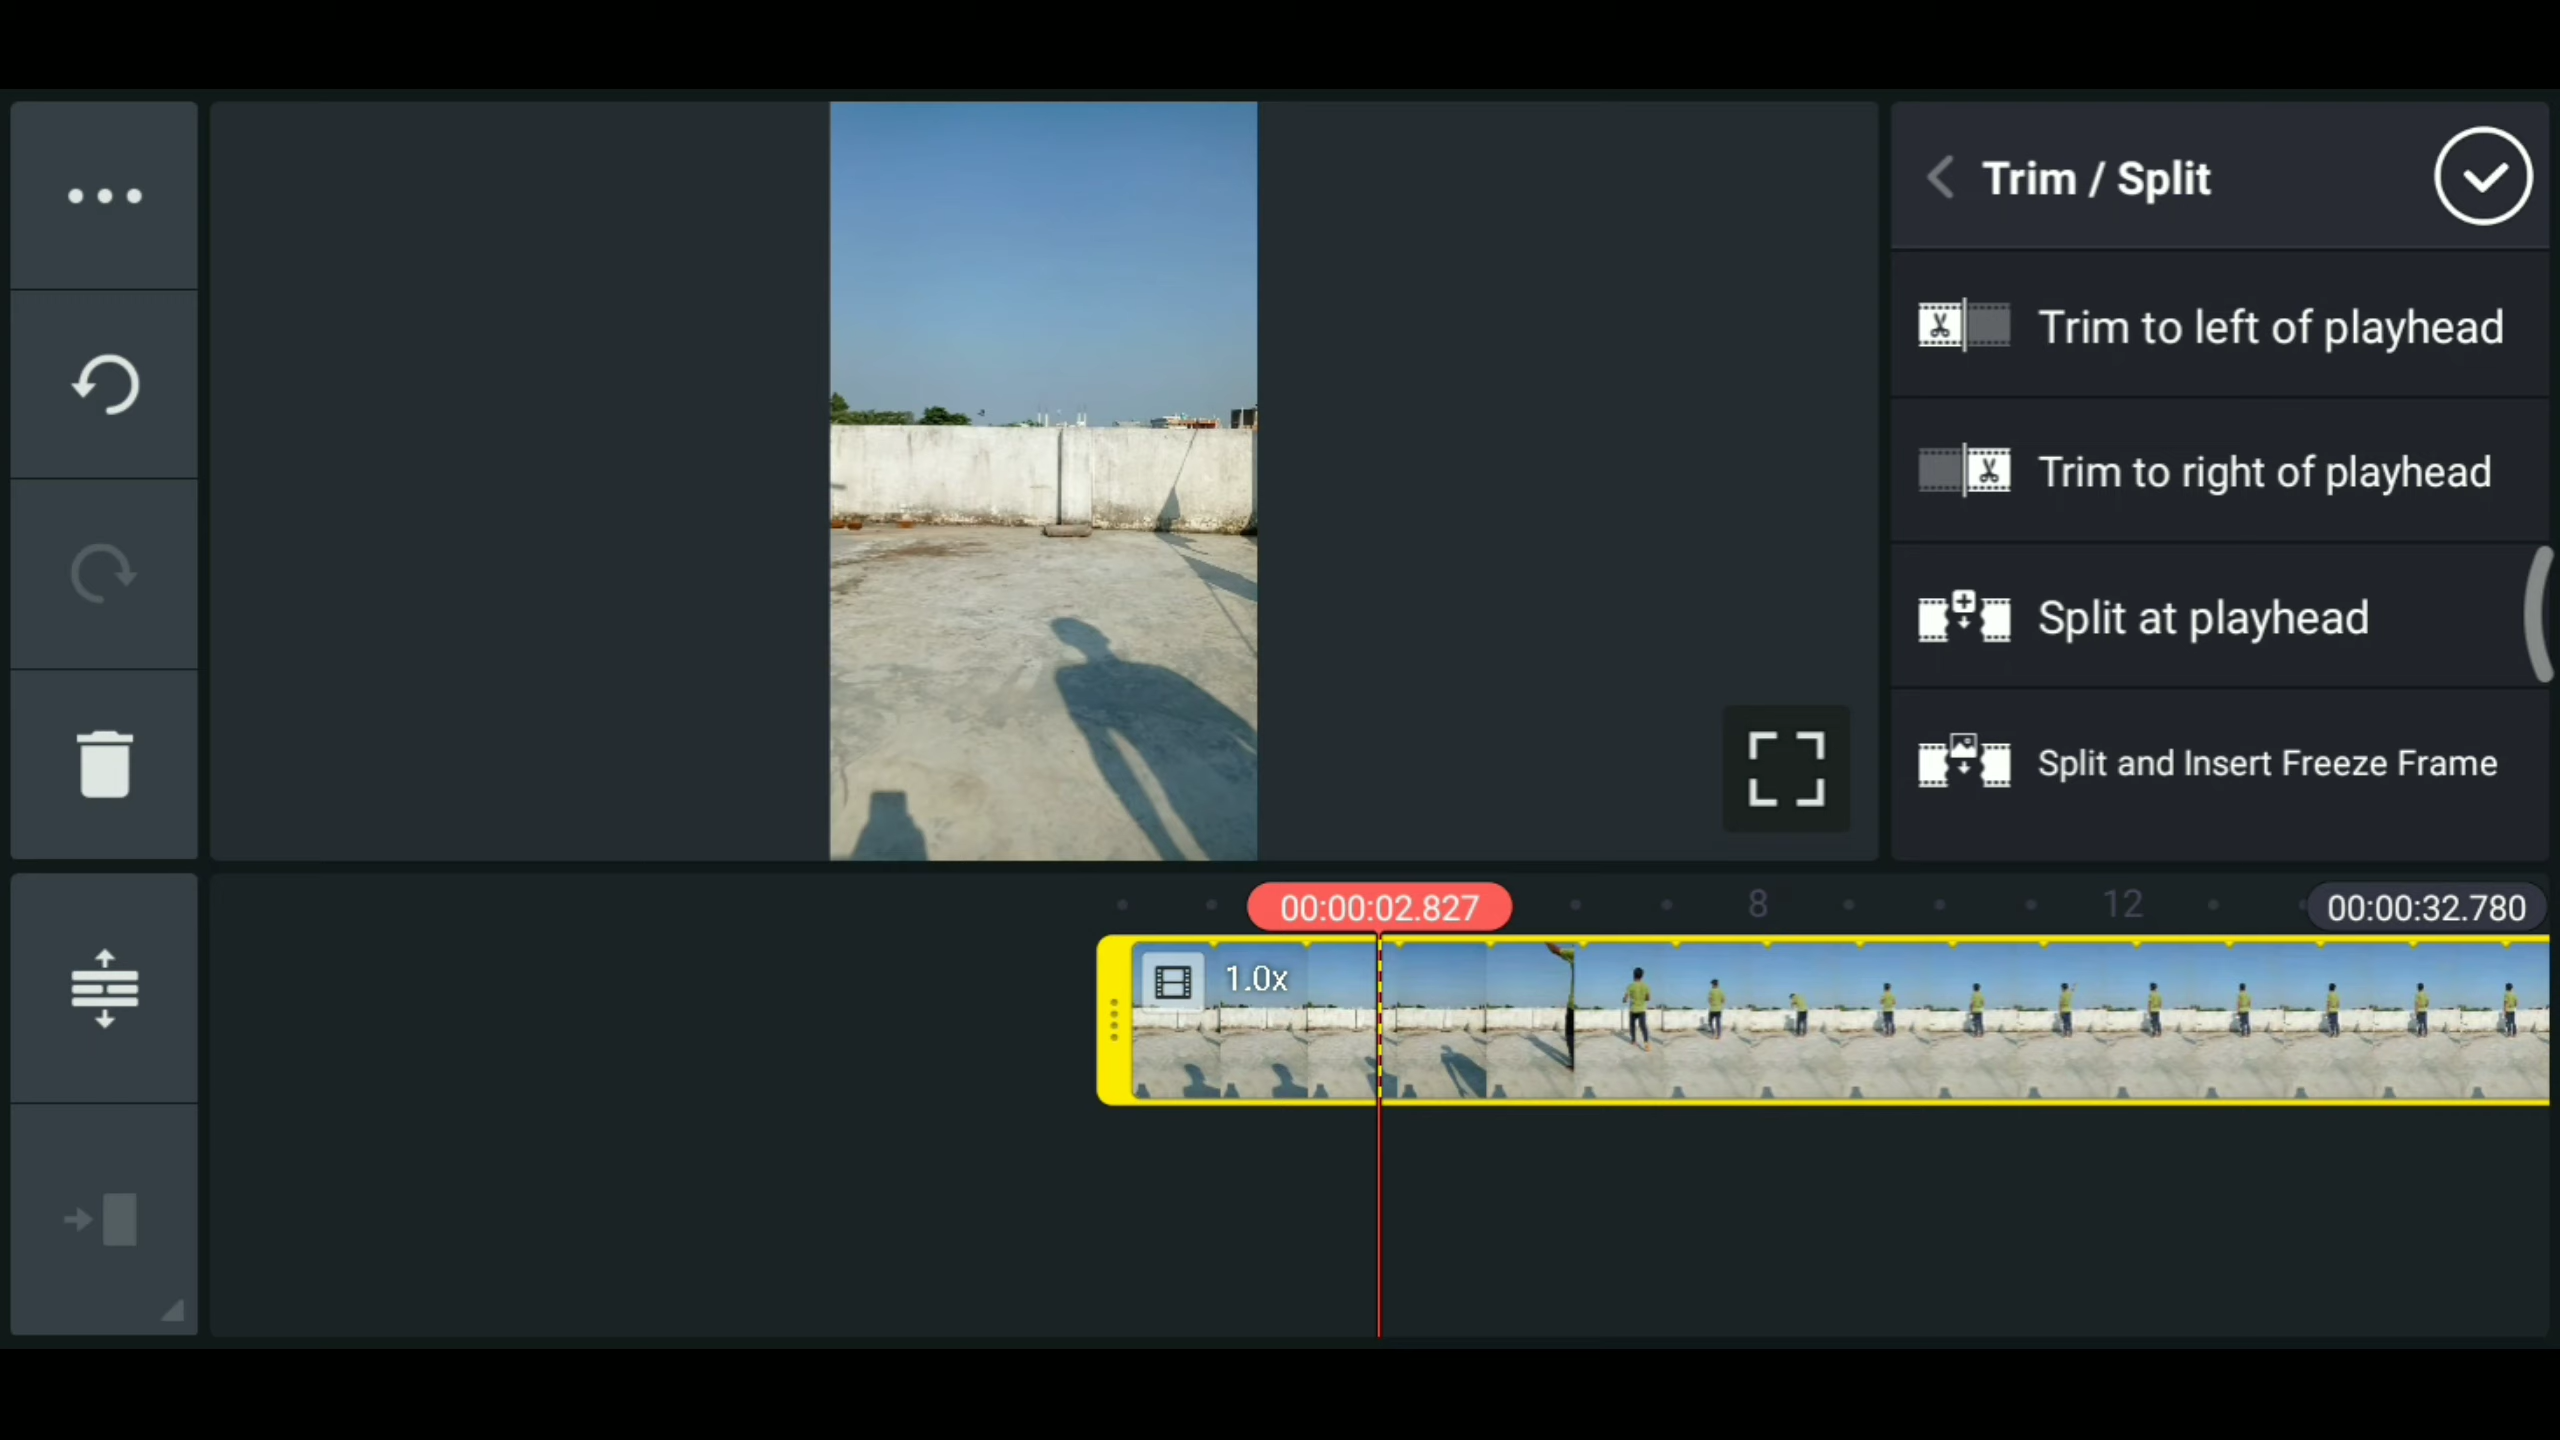 Trim / Split
Trim to left of playhead
Trim to right of playhead
Split at playhead
Split and Insert Freeze Frame
00:00:02.827
8
12
00:00:32.780
1.0x